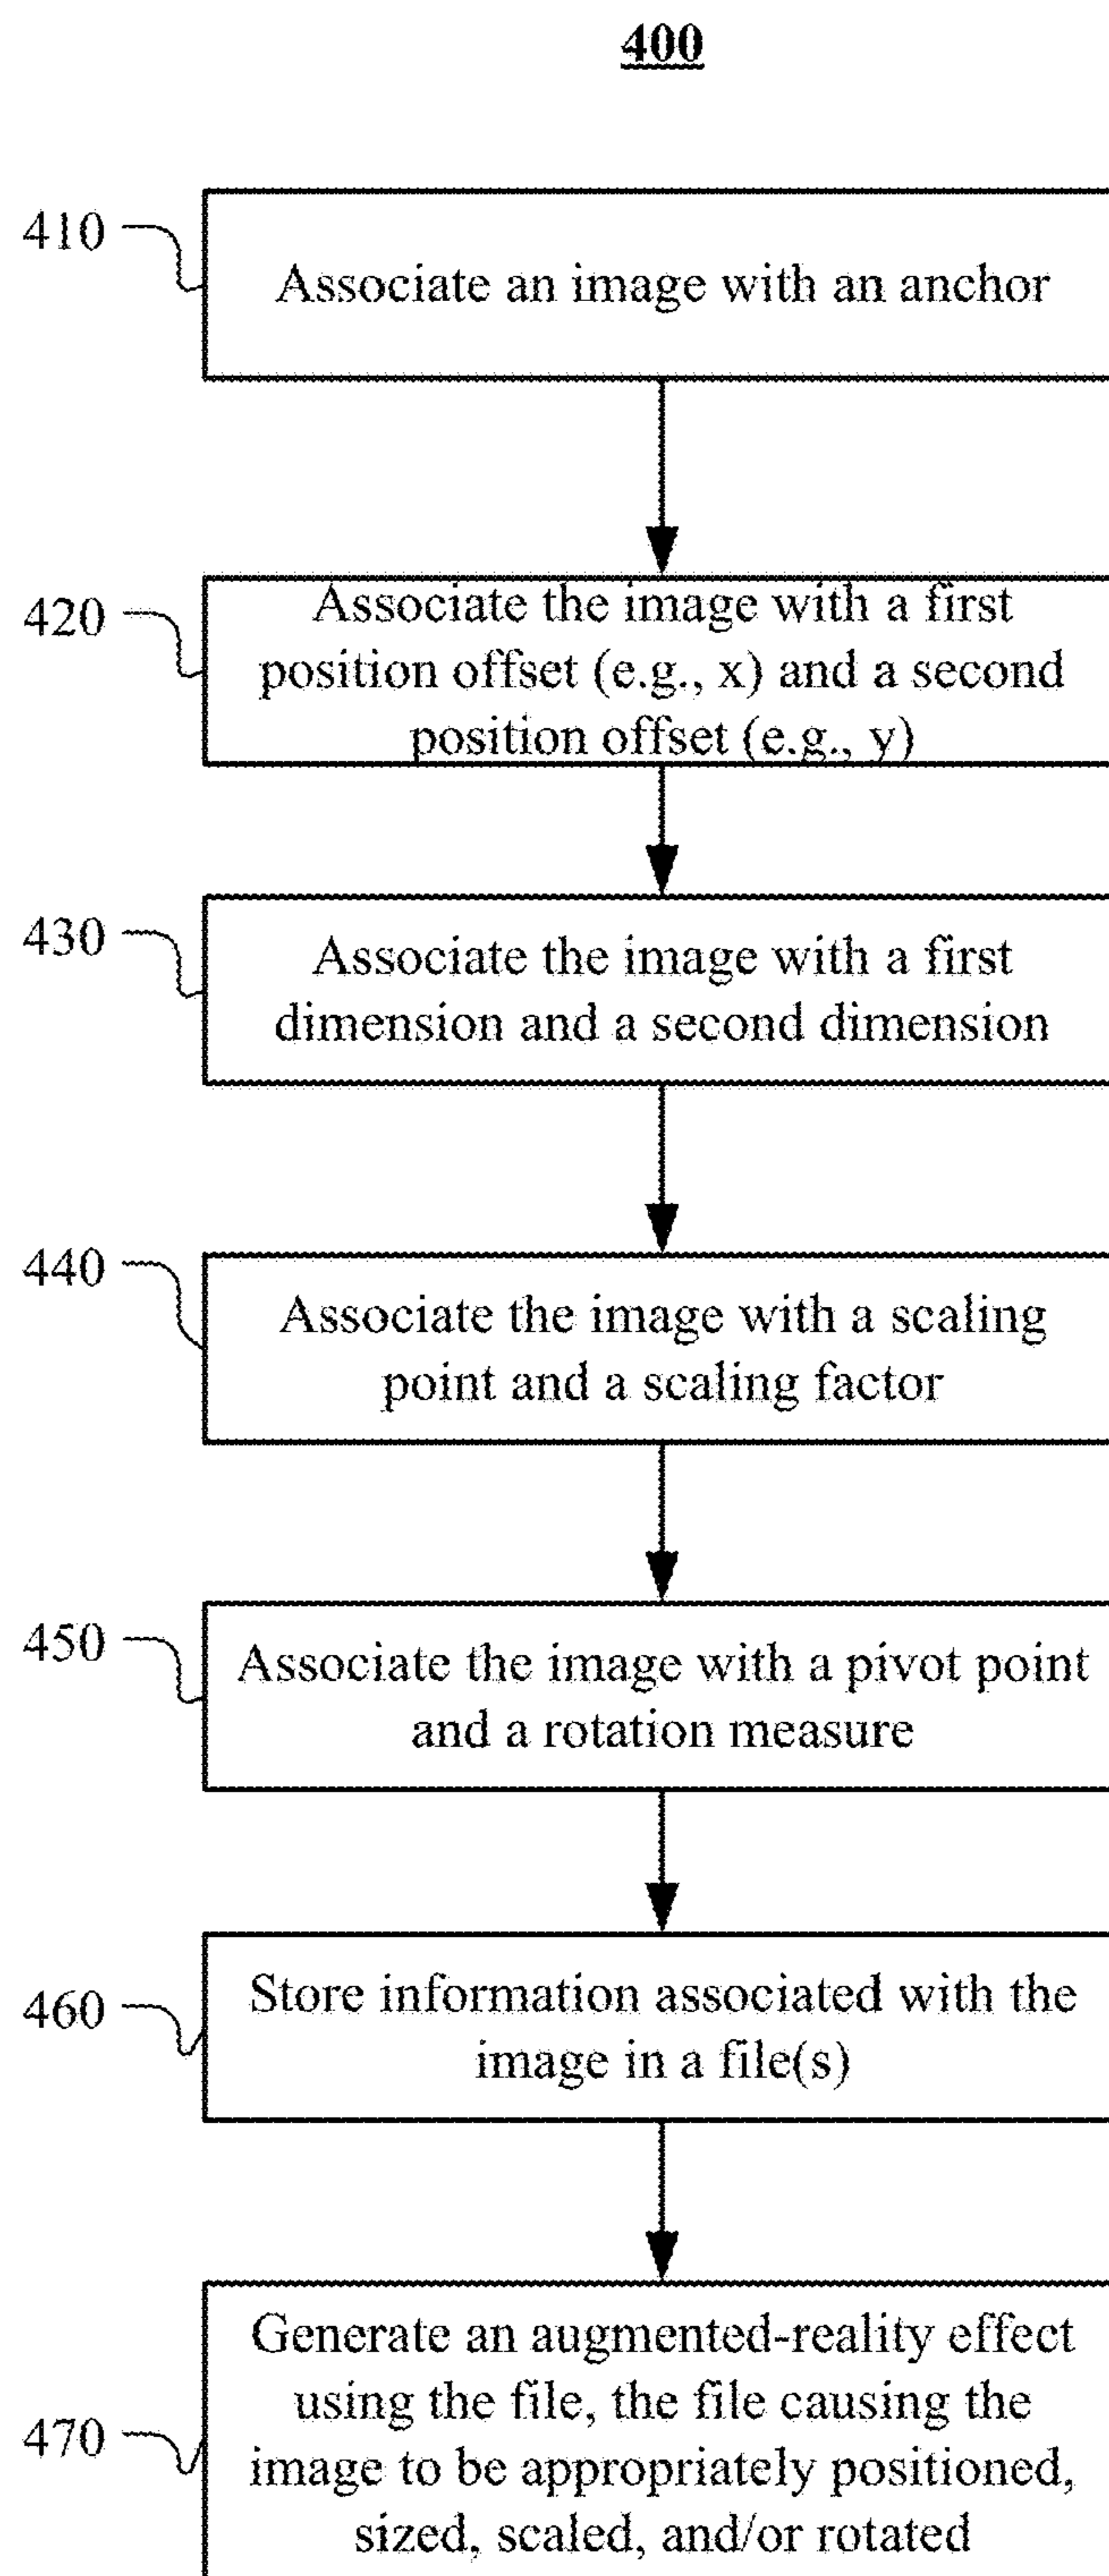 400
410
Associate an image with an anchor
420
Associate the image with a first
position offset (e.g., x) and a second
position offset (e.g., y)
430
Associate the image with a first
dimension and a second dimension
440
Associate the image with a scaling
point and a scaling factor
450
Associate the image with a pivot point
and a rotation measure
460
Store information associated with the
image in a file(s)
470
Generate an augmented-reality effect
using the file, the file causing the
image to be appropriately positioned,
sized, scaled, and/or rotated